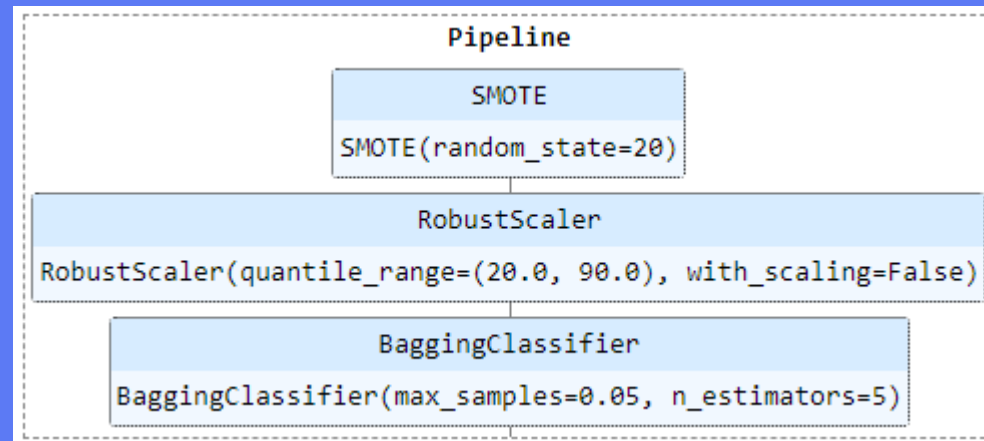 Pipeline
SMOTE
SMOTE(random_state=20)
RobustScaler
RobustScaler(quantile_range=(20.0, 90.0), with_scaling=False)
BaggingClassifier
BaggingClassifier(max_samples=0.05, n_estimators=5)